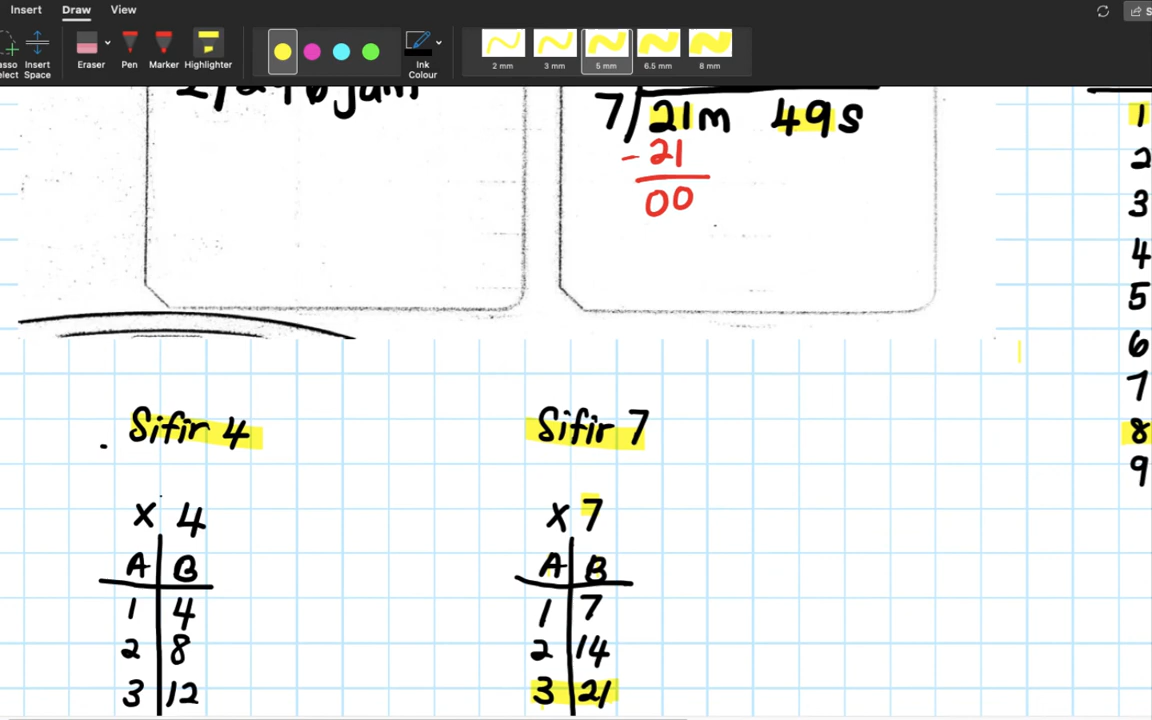 Insert Draw View
Eraser Pen Marker Highlighter
Insert Space
Ink Colour
2 mm 3 mm 5 mm 6.5 mm 8 mm
7 21m 49s
- 21
00
1
2
3
4
5
6
7
8
9
Sifir 4
x 4
A B
1 4
2 8
3 12
Sifir 7
x 7
A B
1 7
2 14
3 21